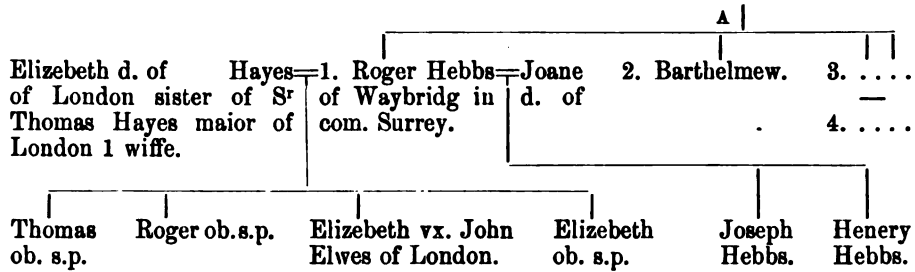 A
Elizebeth d. of Hayes=1. Roger Hebbs=Joane 2. Barthelmew. 3. . . . .
of London sister of Sʳ of Waybridg in d. of
Thomas Hayes maior of com. Surrey. 4. . . . .
London 1 wiffe.
Thomas Roger ob. s.p. Elizebeth vx. John Elizebeth Joseph Henery
ob. s.p. Elwes of London. ob. s.p. Hebbs. Hebbs.